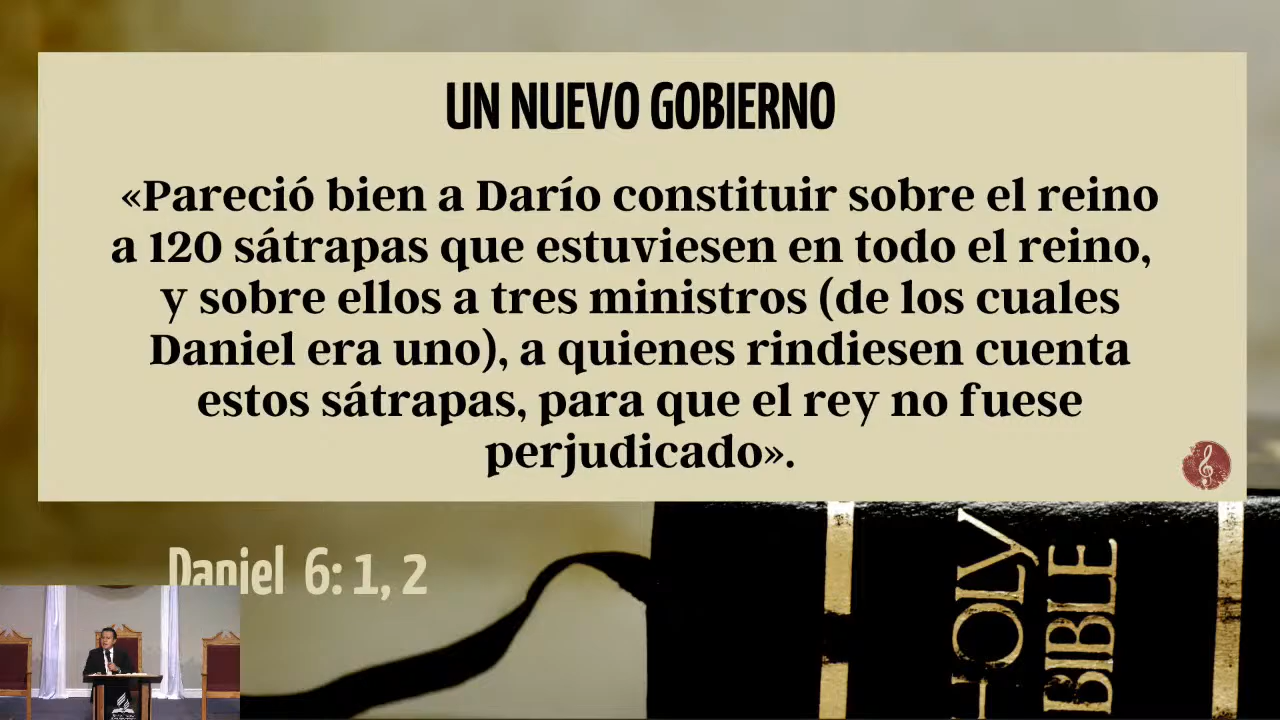 UN NUEVO GOBIERNO
«Pareció bien a Darío constituir sobre el reino
a 120 sátrapas que estuviesen en todo el reino,
y sobre ellos a tres ministros (de los cuales
Daniel era uno), a quienes rindiesen cuenta
estos sátrapas, para que el rey no fuese
perjudicado».
Daniel 6: 1, 2
HOLY
BIBLE